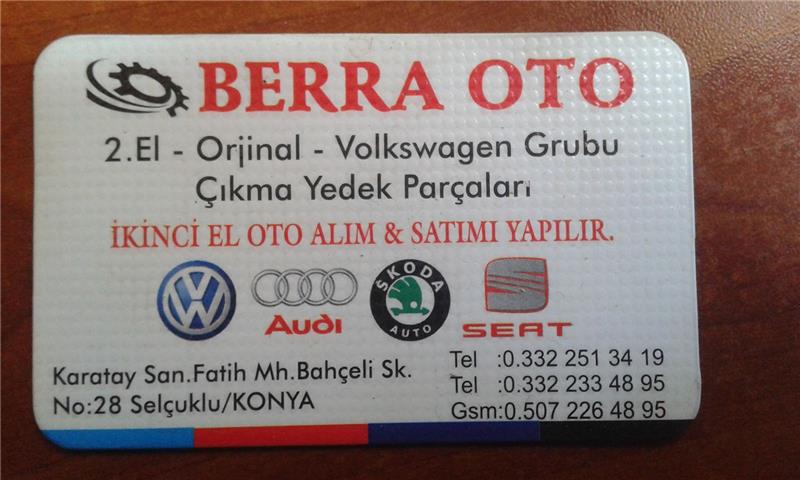 BERRA OTO
2.El - Orjinal - Volkswagen Grubu
Çıkma Yedek Parçaları
İKİNCİ EL OTO ALIM & SATIMI YAPILIR.
VW
Audi
ŠKODA
AUTO
SEAT
Karatay San.Fatih Mh.Bahçeli Sk.
No:28 Selçuklu/KONYA
Tel :0.332 251 34 19
Tel :0.332 233 48 95
Gsm:0.507 226 48 95